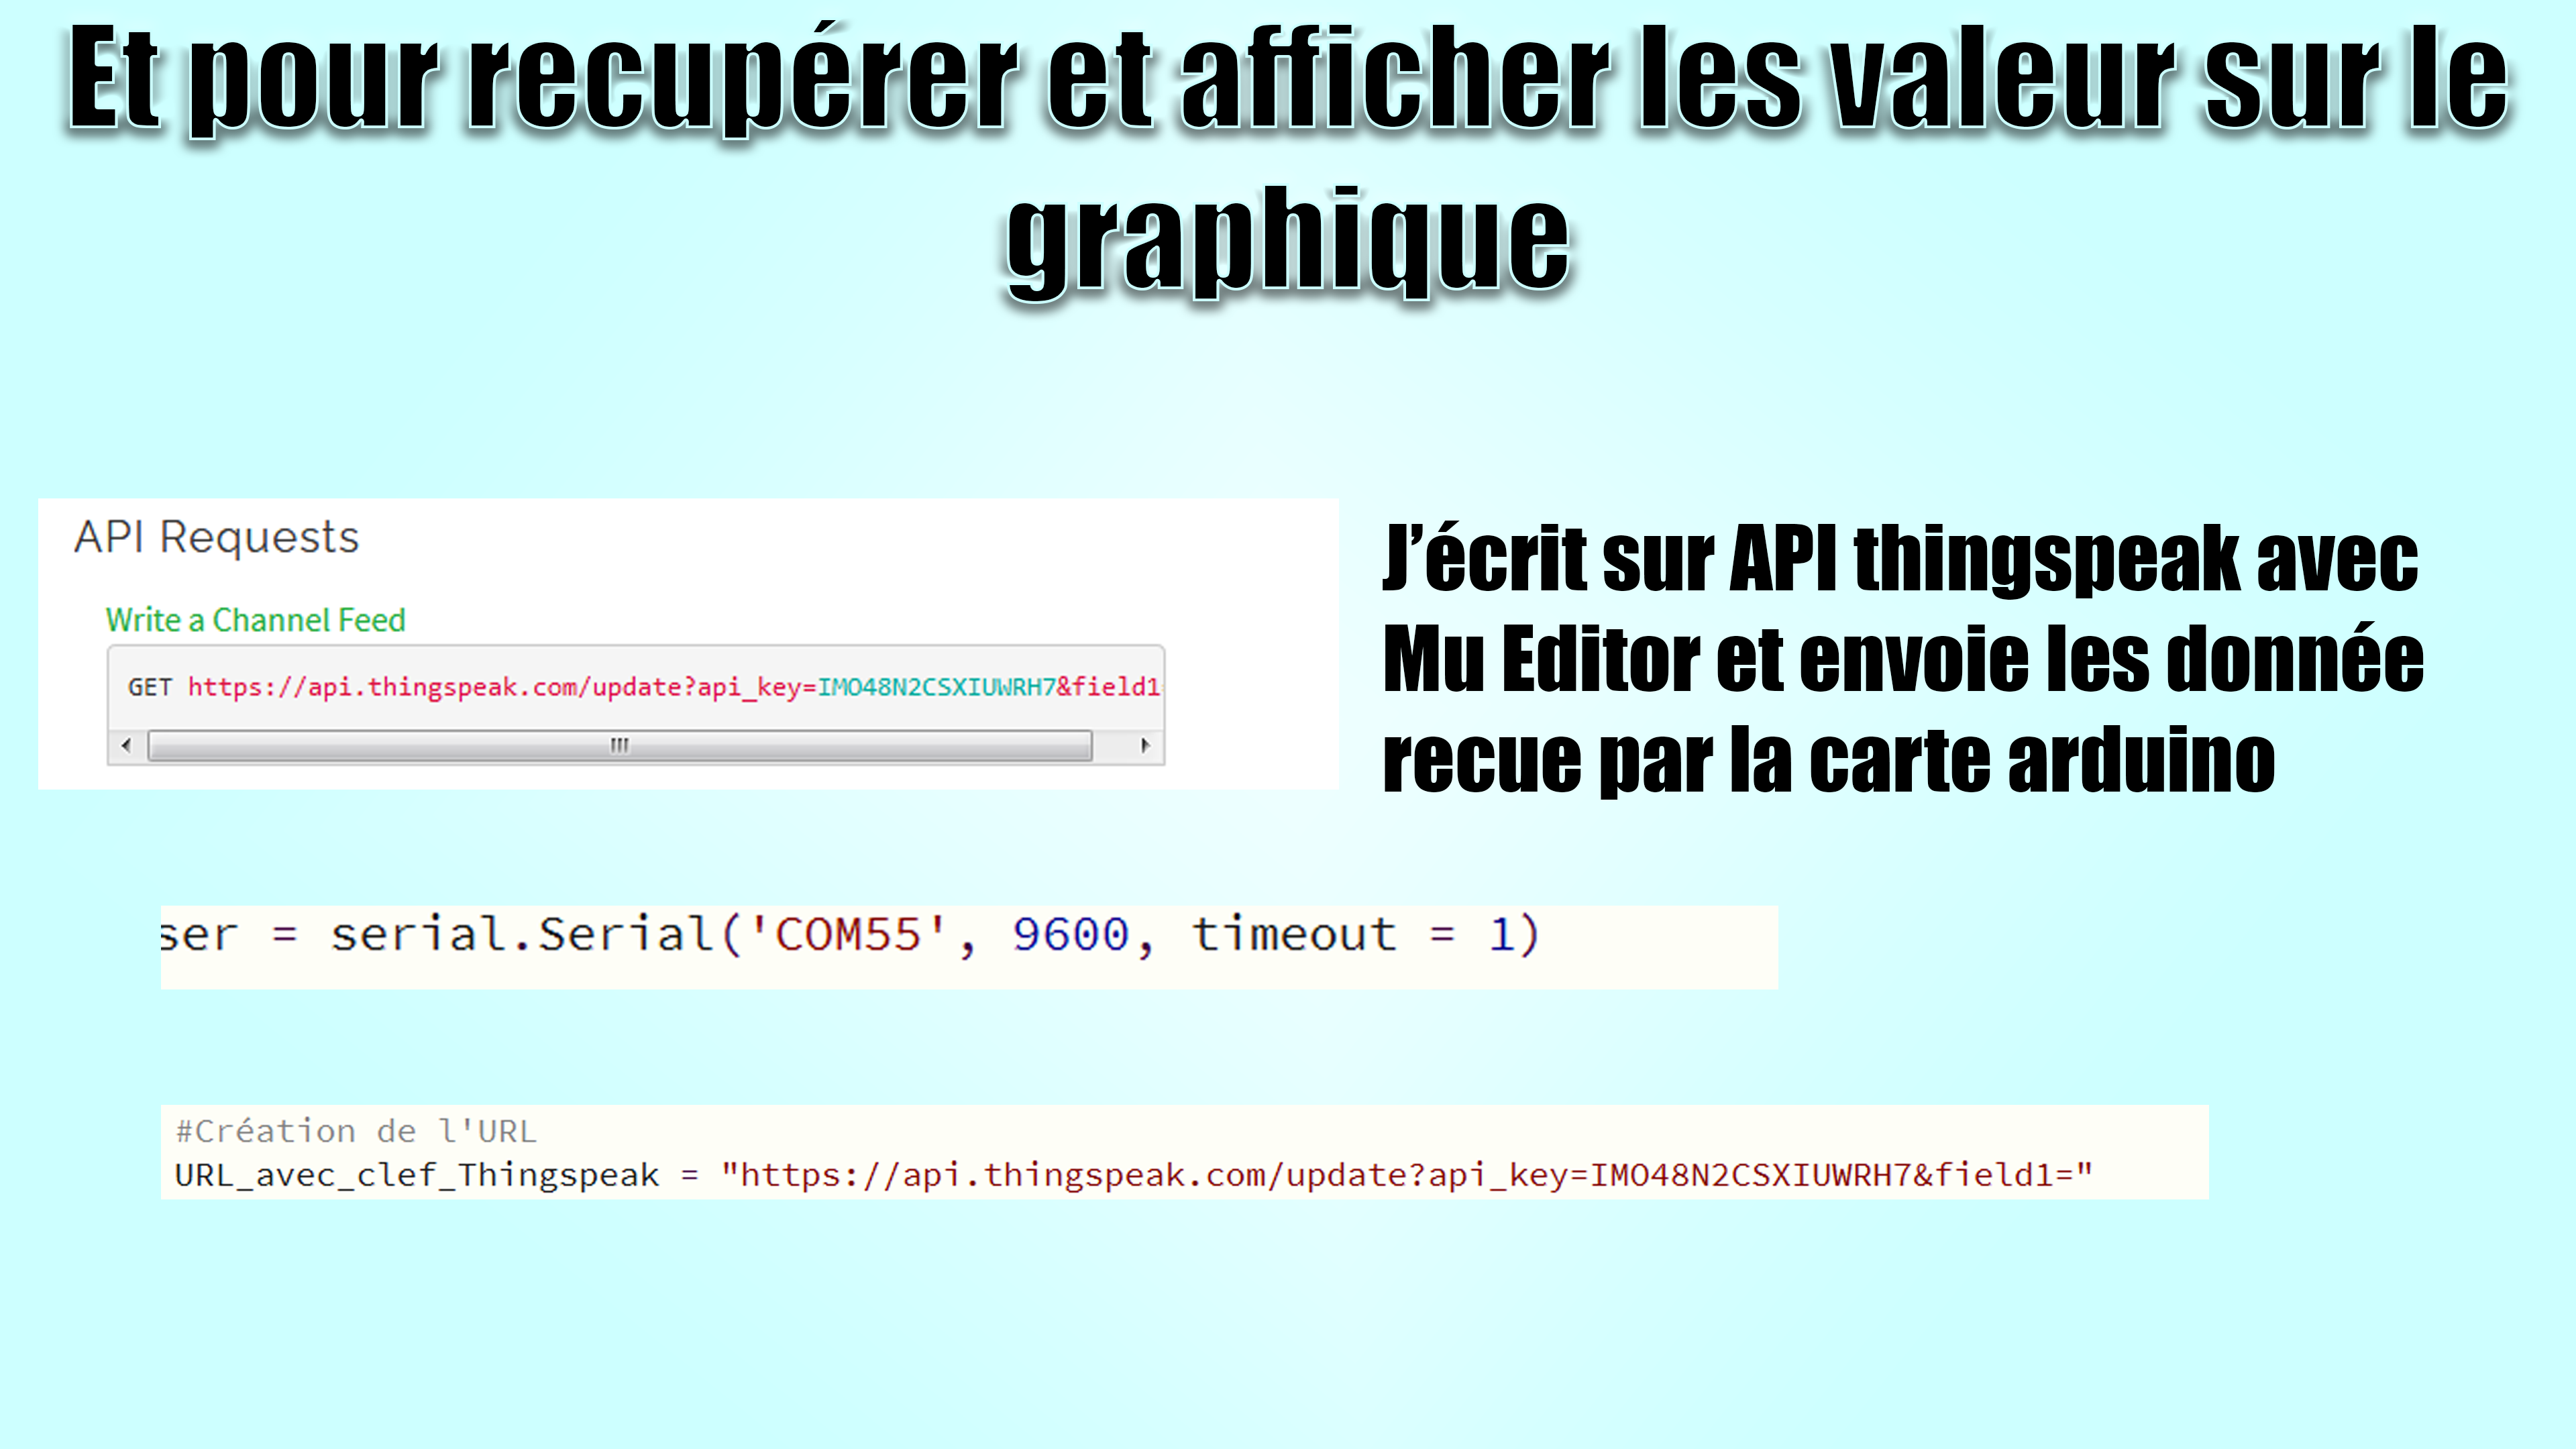 Et pour recupérer et afficher les valeur sur le
graphique
API Requests
Write a Channel Feed
GET https://api.thingspeak.com/update?api_key=IMO48N2CSXIUWRH7&field1
J’écrit sur API thingspeak avec
Mu Editor et envoie les donnée
recue par la carte arduino
ser = serial.Serial('COM55', 9600, timeout = 1)
#Création de l'URL
URL_avec_clef_Thingspeak = "https://api.thingspeak.com/update?api_key=IMO48N2CSXIUWRH7&field1="